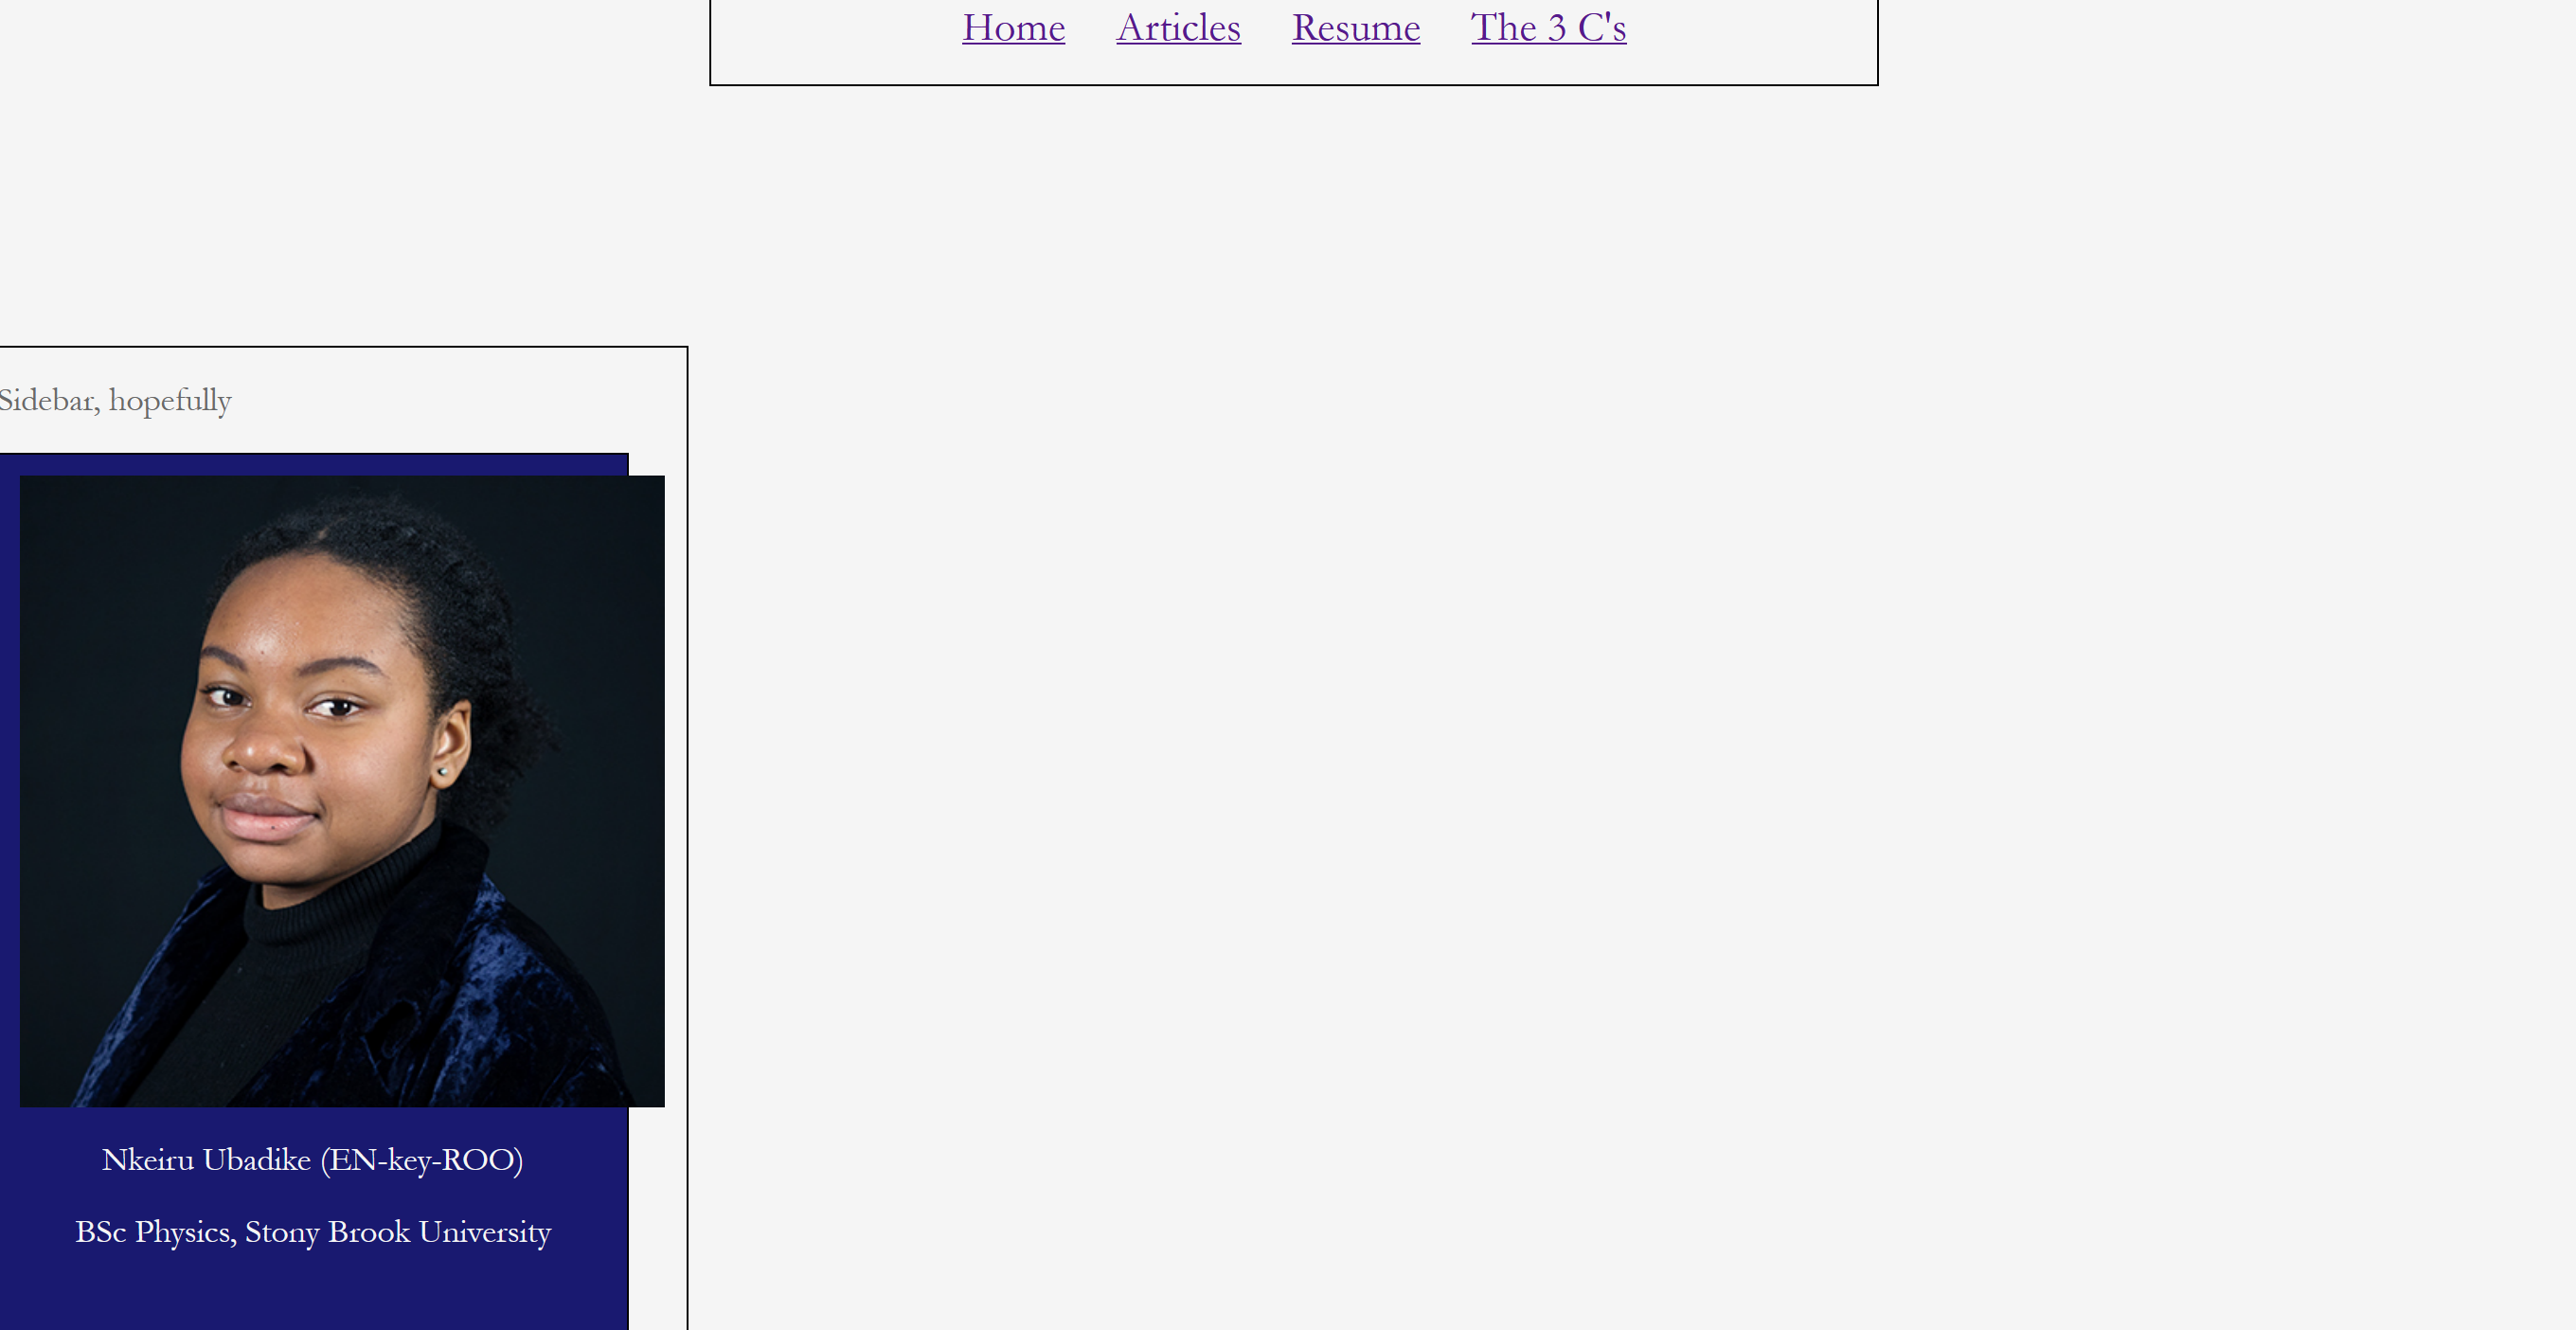 Home Articles Resume The 3 C's
Sidebar, hopefully
Nkeiru Ubadike (EN-key-ROO)
BSc Physics, Stony Brook University